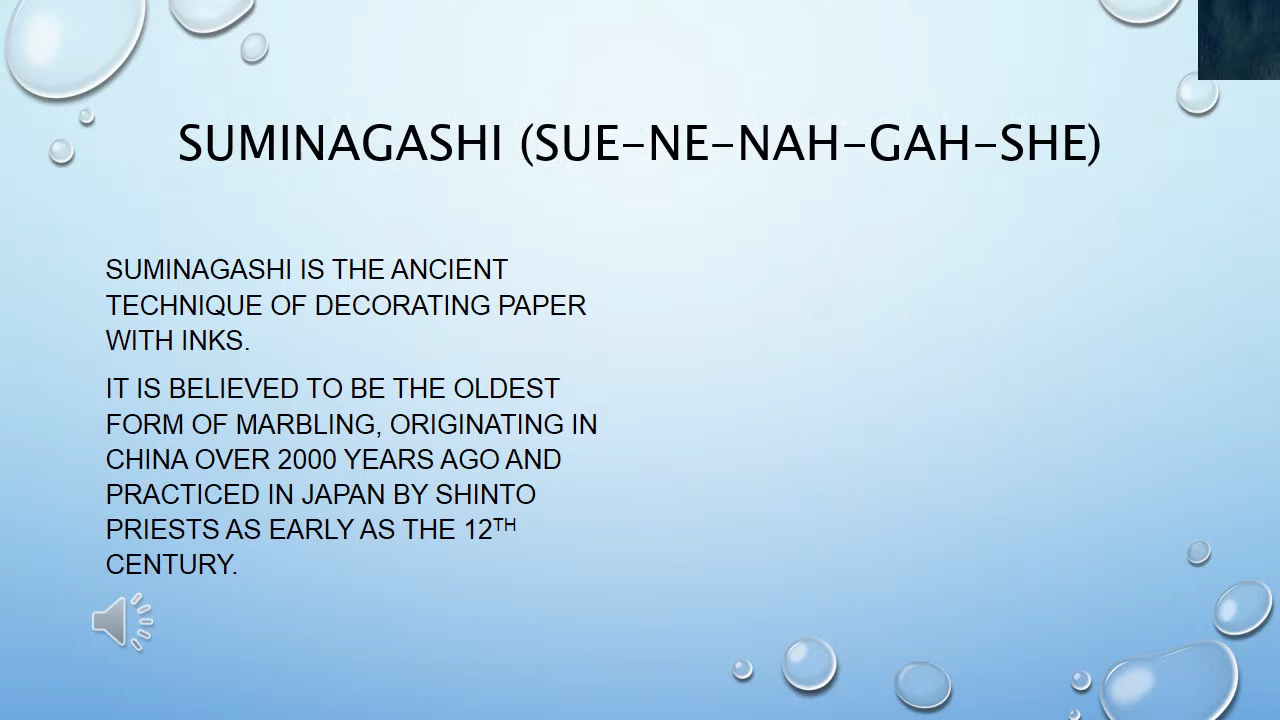 SUMINAGASHI (SUE-NE-NAH-GAH-SHE)
SUMINAGASHI IS THE ANCIENT
TECHNIQUE OF DECORATING PAPER
WITH INKS.
IT IS BELIEVED TO BE THE OLDEST
FORM OF MARBLING, ORIGINATING IN
CHINA OVER 2000 YEARS AGO AND
PRACTICED IN JAPAN BY SHINTO
PRIESTS AS EARLY AS THE 12TH
CENTURY.